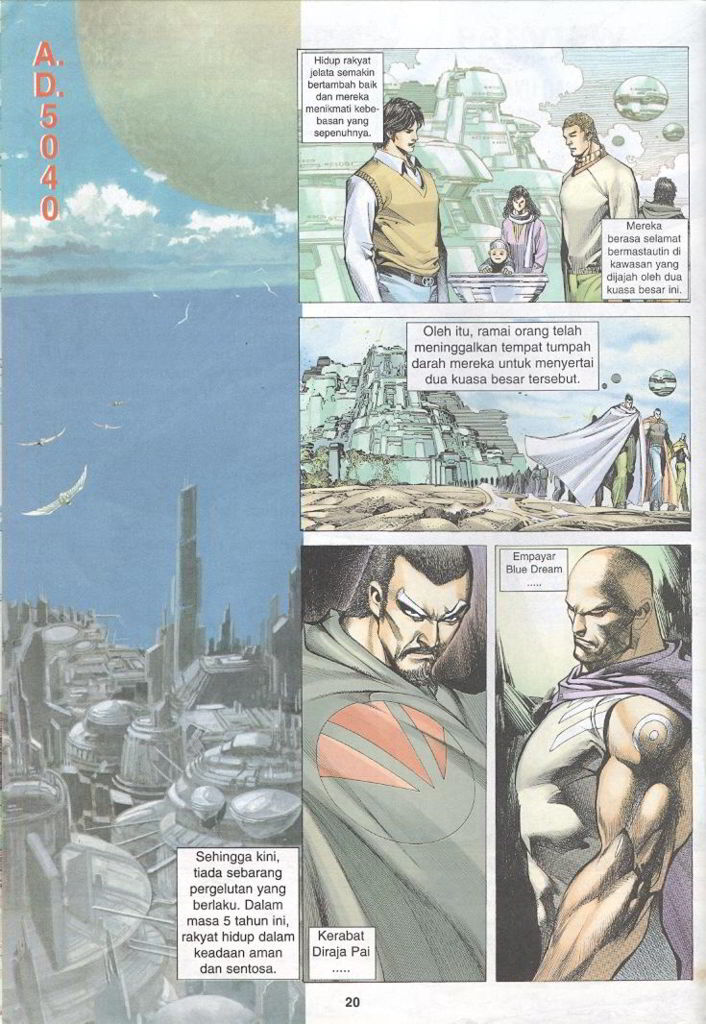 A.
D.
5
0
4
0
Sehingga kini,
tiada sebarang
pergelutan yang
berlaku. Dalam
masa 5 tahun ini,
rakyat hidup dalam
keadaan aman
dan sentosa.
Hidup rakyat
jelata semakin
bertambah baik
dan mereka
menikmati kebe-
basan yang
sepenuhnya.
Mereka
berasa selamat
bermastautin di
kawasan yang
dijajah oleh dua
kuasa besar ini.
Oleh itu, ramai orang telah
meninggalkan tempat tumpah
darah mereka untuk menyertai
dua kuasa besar tersebut.
Kerabat
Diraja Pai
.....
Empayar
Blue Dream
.....
20